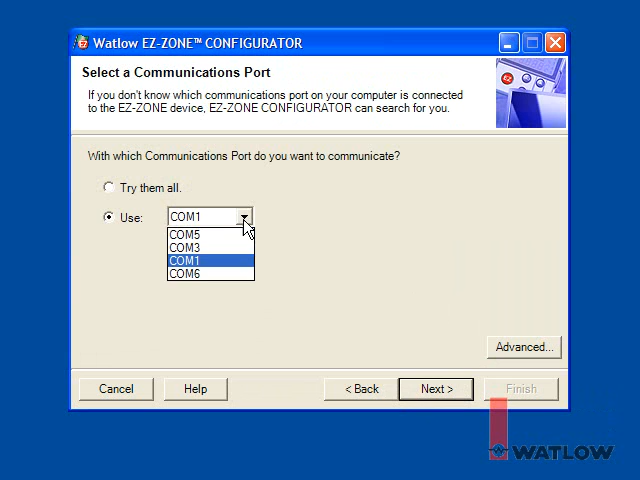 Watlow EZ-ZONE™ CONFIGURATOR
Select a Communications Port
If you don't know which communications port on your computer is connected
to the EZ-ZONE device, EZ-ZONE CONFIGURATOR can search for you.
EZ
With which Communications Port do you want to communicate?
Try them all.
Use: COM1
COM5
COM3
COM1
COM6
Advanced...
Cancel Help < Back Next > Finish
WATLOW